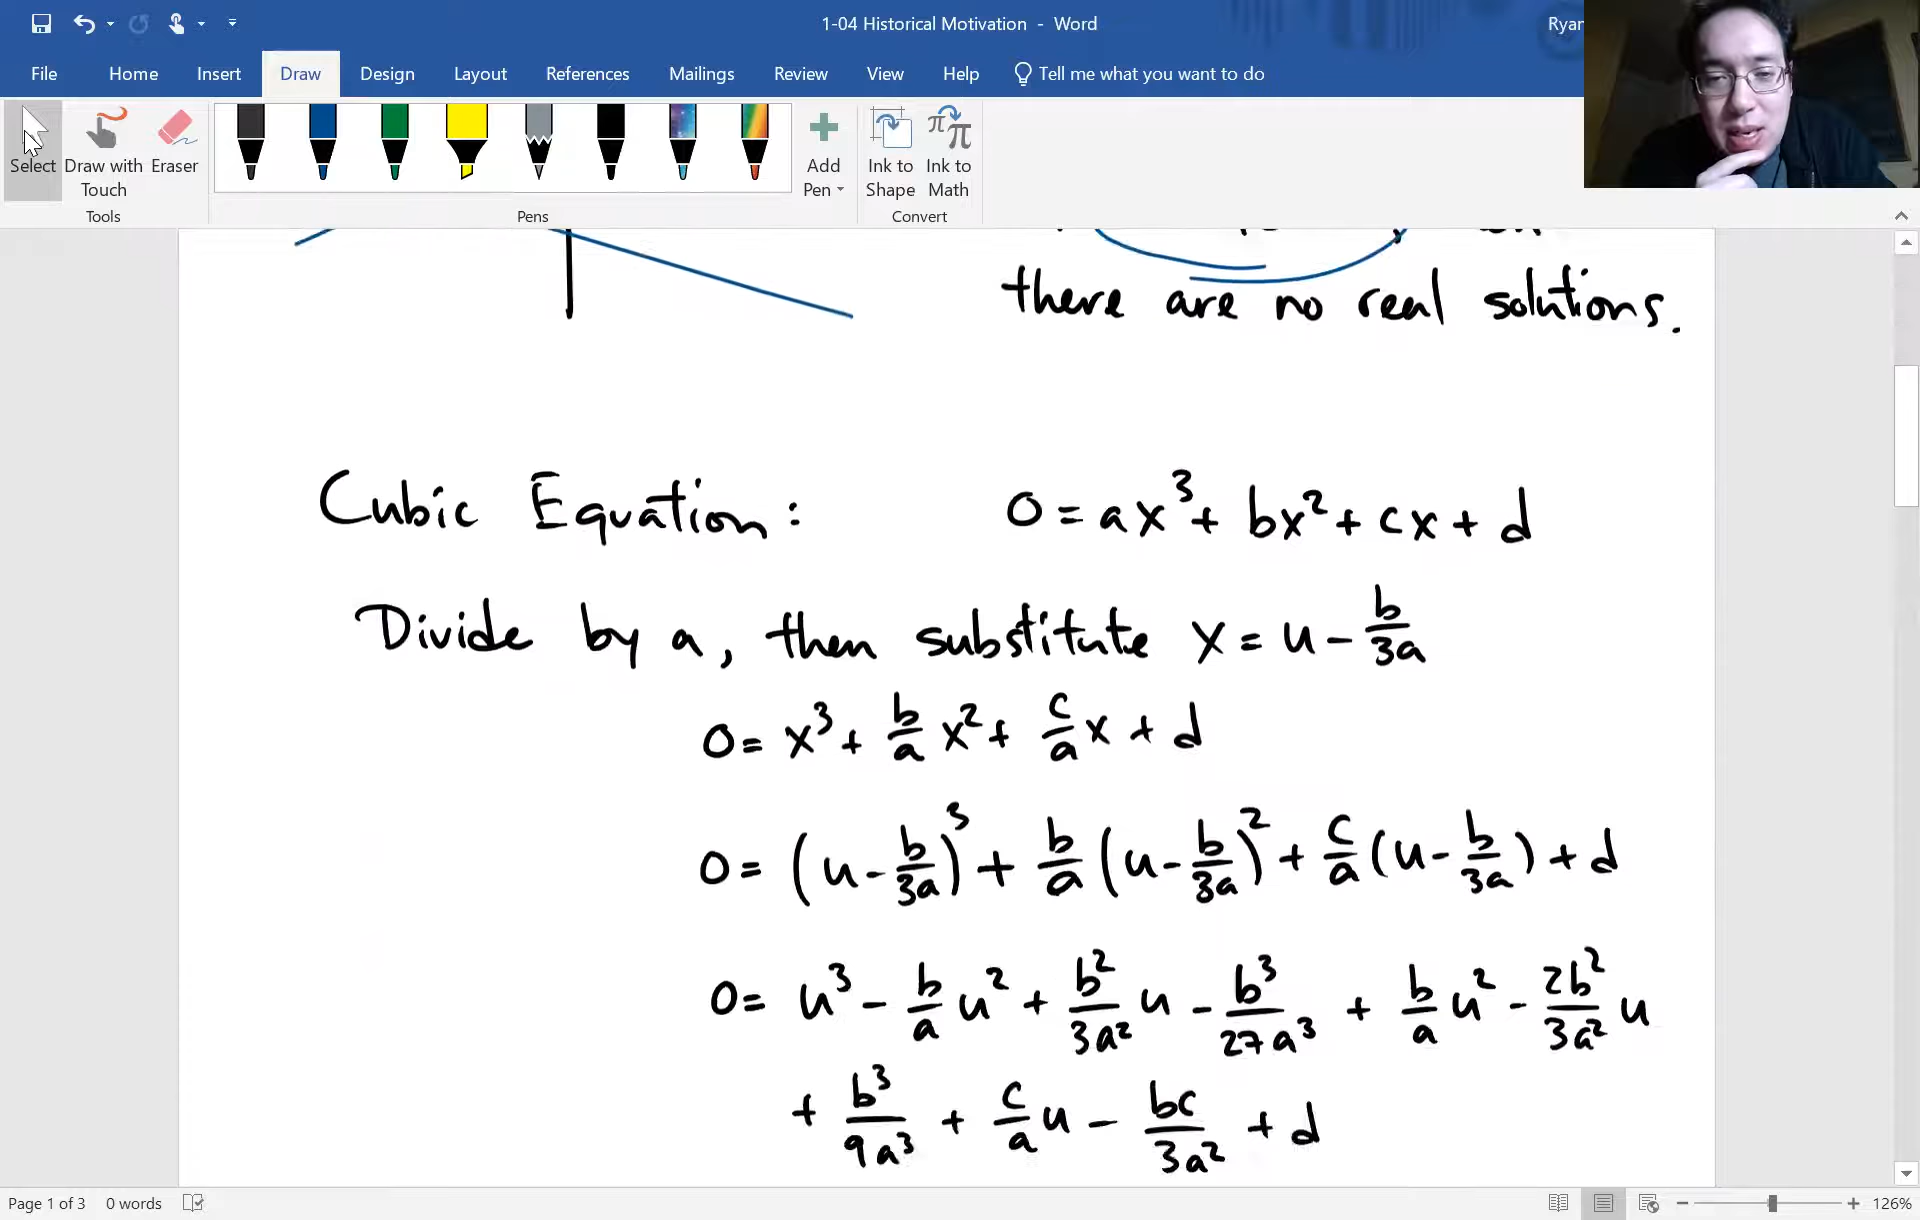 1-04 Historical Motivation - Word
Ryan
File Home Insert Draw Design Layout References Mailings Review View Help Tell me what you want to do
Select
Draw with Touch
Eraser
Add Pen
Ink to Shape
Ink to Math
Tools Pens Convert
there are no real solutions.
Cubic Equation: 0 = ax³ + bx² + cx + d
Divide by a, then substitute x = u - b/3a
0 = x³ + b/a x² + c/a x + d
0 = (u - b/3a)³ + b/a (u - b/3a)² + c/a (u - b/3a) + d
0 = u³ - b/a u² + b²/3a² u - b³/27a³ + b/a u² - 2b²/3a² u
+ b³/9a³ + c/a u - bc/3a² + d
Page 1 of 3 0 words 126%